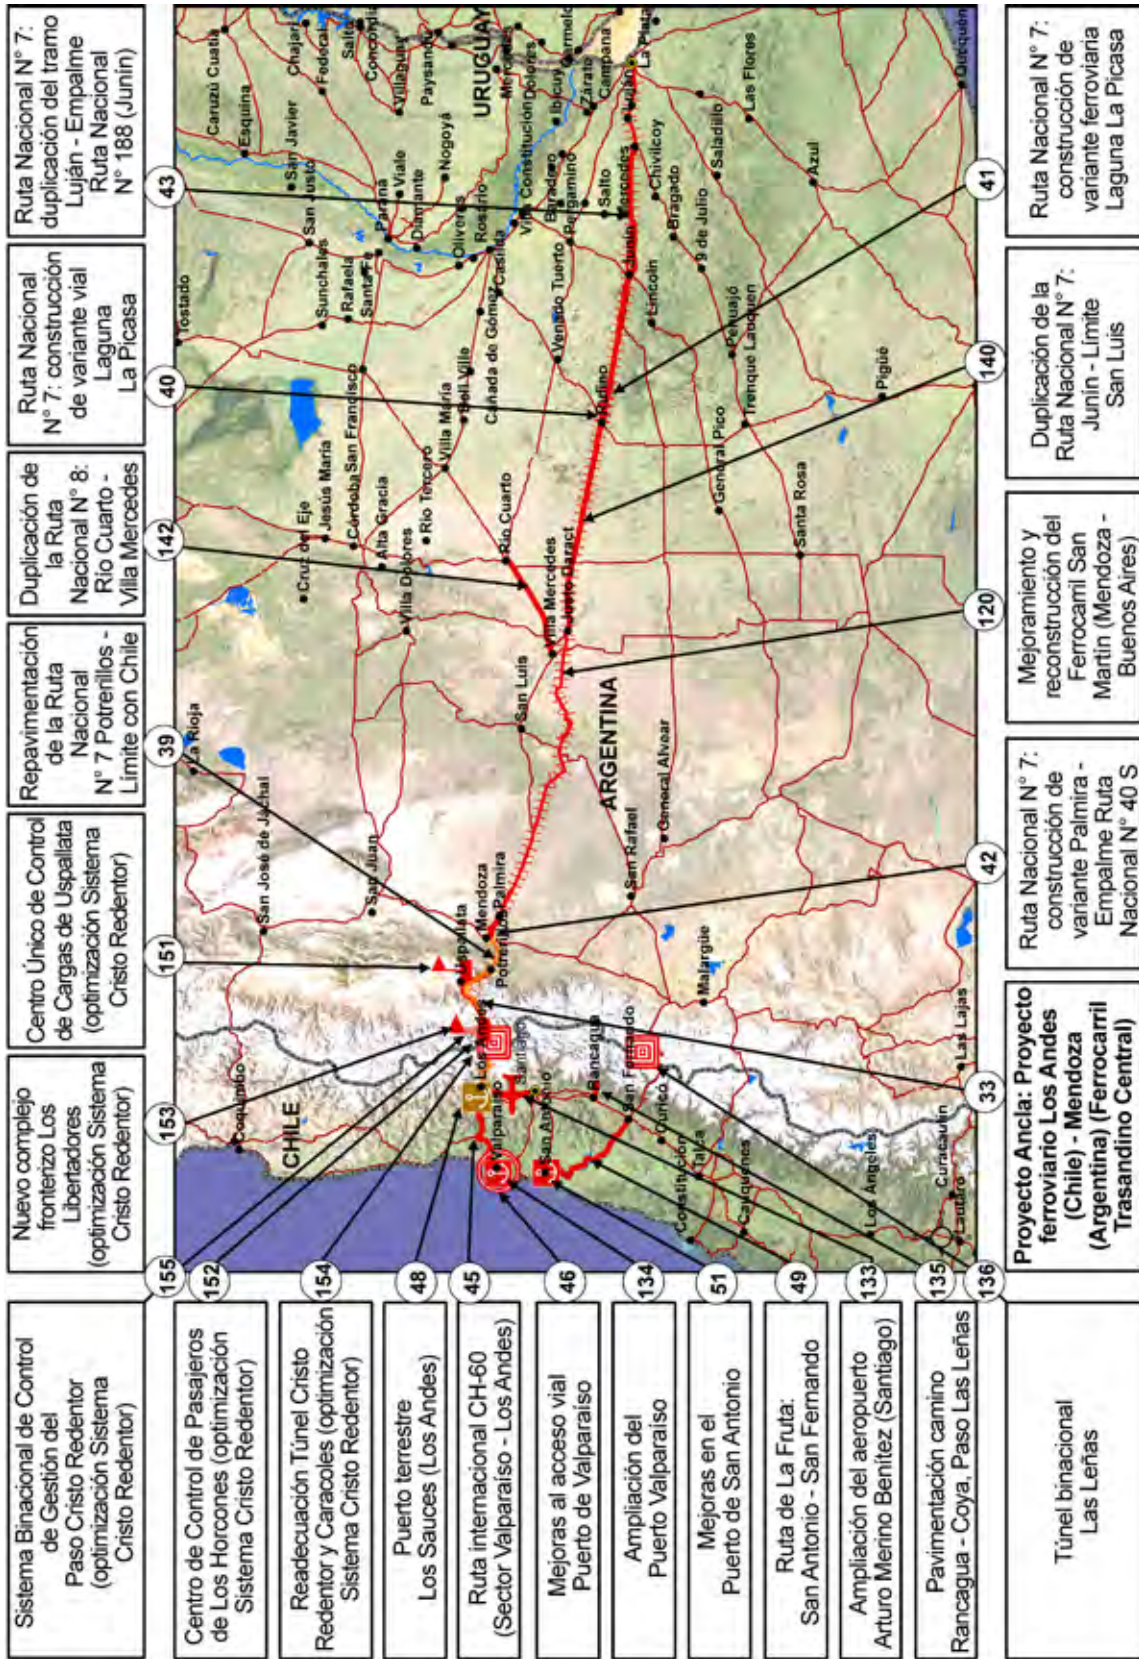 Sistema Binacional de Control
de Gestión del
Paso Cristo Redentor
(optimización Sistema
Cristo Redentor)
Nuevo complejo
fronterizo Los
Libertadores
(optimización Sistema
Cristo Redentor)
Centro Único de Control
de Cargas de Uspallata
(optimización Sistema
Cristo Redentor)
Repavimentación
de la Ruta
Nacional
N° 7 Potrerillos -
Límite con Chile
Duplicación de
la Ruta
Nacional N° 8:
Río Cuarto -
Villa Mercedes
Ruta Nacional
N° 7: construcción
de variante vial
Laguna
La Picasa
Ruta Nacional N° 7:
duplicación del tramo
Luján - Empalme
Ruta Nacional
N° 188 (Junín)
155
153
151
39
142
40
43
Centro de Control de Pasajeros
de Los Horcones (optimización
Sistema Cristo Redentor)
152
Readecuación Túnel Cristo
Redentor y Caracoles (optimización
Sistema Cristo Redentor)
154
Puerto terrestre
Los Sauces (Los Andes)
48
Ruta internacional CH-60
(Sector Valparaíso - Los Andes)
45
Mejoras al acceso vial
Puerto de Valparaíso
46
Ampliación del
Puerto Valparaíso
134
Mejoras en el
Puerto de San Antonio
51
Ruta de La Fruta:
San Antonio - San Fernando
49
Ampliación del aeropuerto
Arturo Merino Benítez (Santiago)
133
Pavimentación camino
Rancagua - Coya, Paso Las Leñas
135
Túnel binacional
Las Leñas
136
33
42
120
140
41
Proyecto Ancla: Proyecto
ferroviario Los Andes
(Chile) - Mendoza
(Argentina) (Ferrocarril
Trasandino Central)
Ruta Nacional N° 7:
construcción de
variante Palmira -
Empalme Ruta
Nacional N° 40 S
Mejoramiento y
reconstrucción del
Ferrocarril San
Martín (Mendoza -
Buenos Aires)
Duplicación de la
Ruta Nacional N° 7:
Junín - Límite
San Luis
Ruta Nacional N° 7:
construcción de
variante ferroviaria
Laguna La Picasa
CHILE
ARGENTINA
URUGUAY
Coquimbo
San José de Jáchal
La Rioja
San Juan
Tostado
Cruz del Eje
Jesús María
Córdoba
San Francisco
Alta Gracia
Villa Dolores
Río Tercero
Villa María
Bell Ville
Cañada de Gómez
Casilda
Sunchales
Rafaela
Santa Fe
Paraná
San Justo
San Javier
Esquina
Caruzú Cuatia
Chajarí
Federal
Salto
Concordia
Villaguay
Paysandú
Viale
Nogoyá
Diamante
Oliveros
Rosario
Villa Constitución
Mercedes
Dolores
Ibicuy
Carmelo
Zárate
Campana
Baradero
Pergamino
Salto
Venado Tuerto
Luján
La Plata
Mercedes
Chivilcoy
Junín
Lincoln
Bragado
9 de Julio
Saladillo
Las Flores
Azul
Quequén
Pehuajó
Trenque Lauquen
Pigüé
General Pico
Santa Rosa
Rufino
Río Cuarto
Villa Mercedes
Justo Daract
San Luis
General Alvear
San Rafael
Malargüe
Las Lajas
Uspallata
Mendoza
Palmira
Potrerillos
Los Andes
Valparaíso
Santiago
San Antonio
Rancagua
San Fernando
Curicó
Constitución
Talca
Cauquenes
Los Angeles
Curacautín
Lautaro